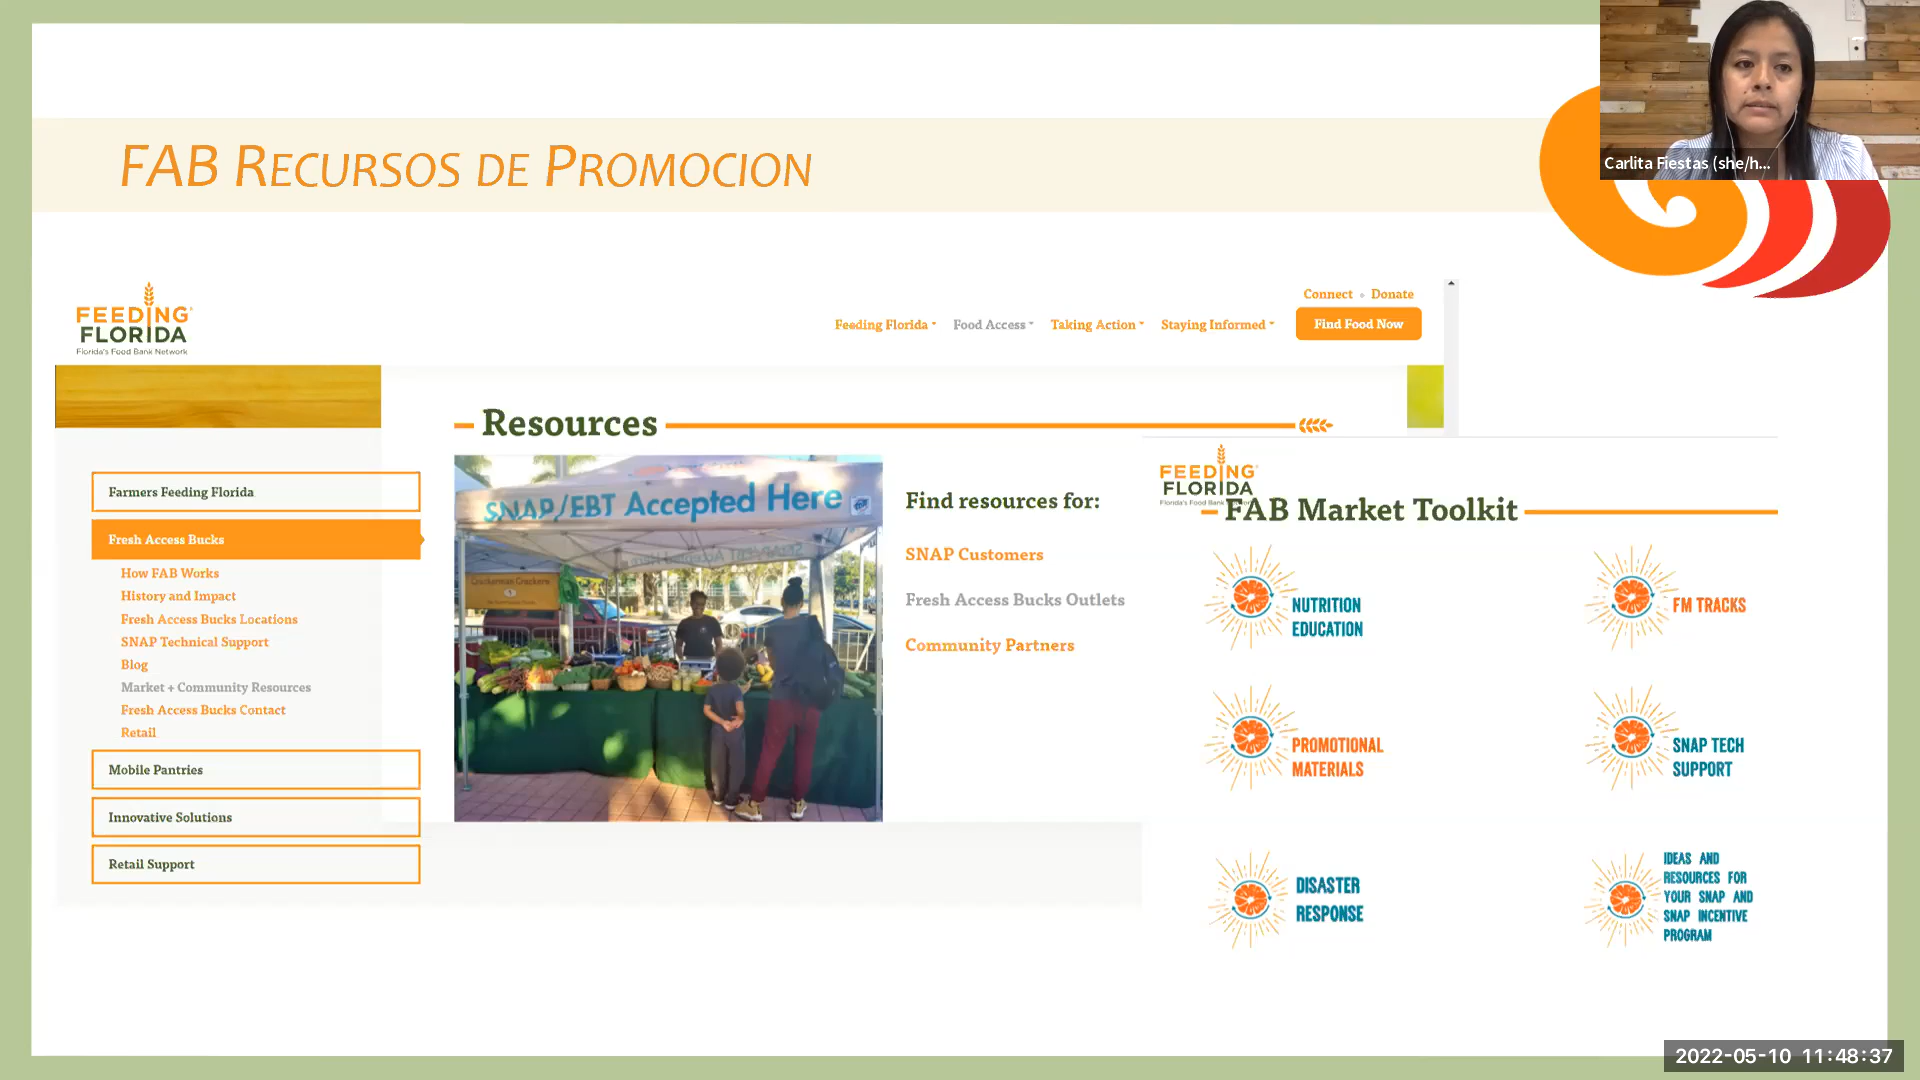 FAB RECURSOS DE PROMOCION
Carlita Fiestas (she/h...
FEEDING
FLORIDA
Florida's Food Bank Network
Connect Donate
Feeding Florida Food Access Taking Action Staying Informed Find Food Now
Resources
Farmers Feeding Florida
Fresh Access Bucks
How FAB Works
History and Impact
Fresh Access Bucks Locations
SNAP Technical Support
Blog
Market + Community Resources
Fresh Access Bucks Contact
Retail
Mobile Pantries
Innovative Solutions
Retail Support
SNAP/EBT Accepted Here
Find resources for:
SNAP Customers
Fresh Access Bucks Outlets
Community Partners
FEEDING
FLORIDA
Florida's Food Bank Network
FAB Market Toolkit
NUTRITION
EDUCATION
FM TRACKS
PROMOTIONAL
MATERIALS
SNAP TECH
SUPPORT
DISASTER
RESPONSE
IDEAS AND
RESOURCES FOR
YOUR SNAP AND
SNAP INCENTIVE
PROGRAM
2022-05-10 11:48:37